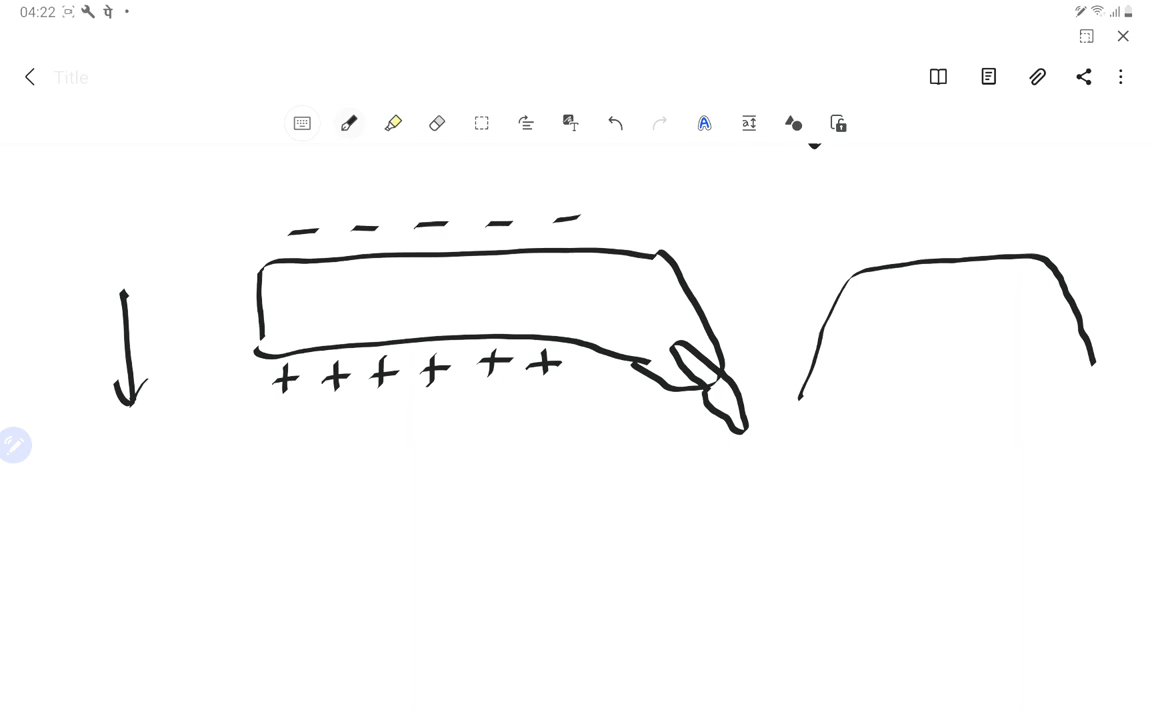 04:22
Title
- - - - -
+ + + + + +